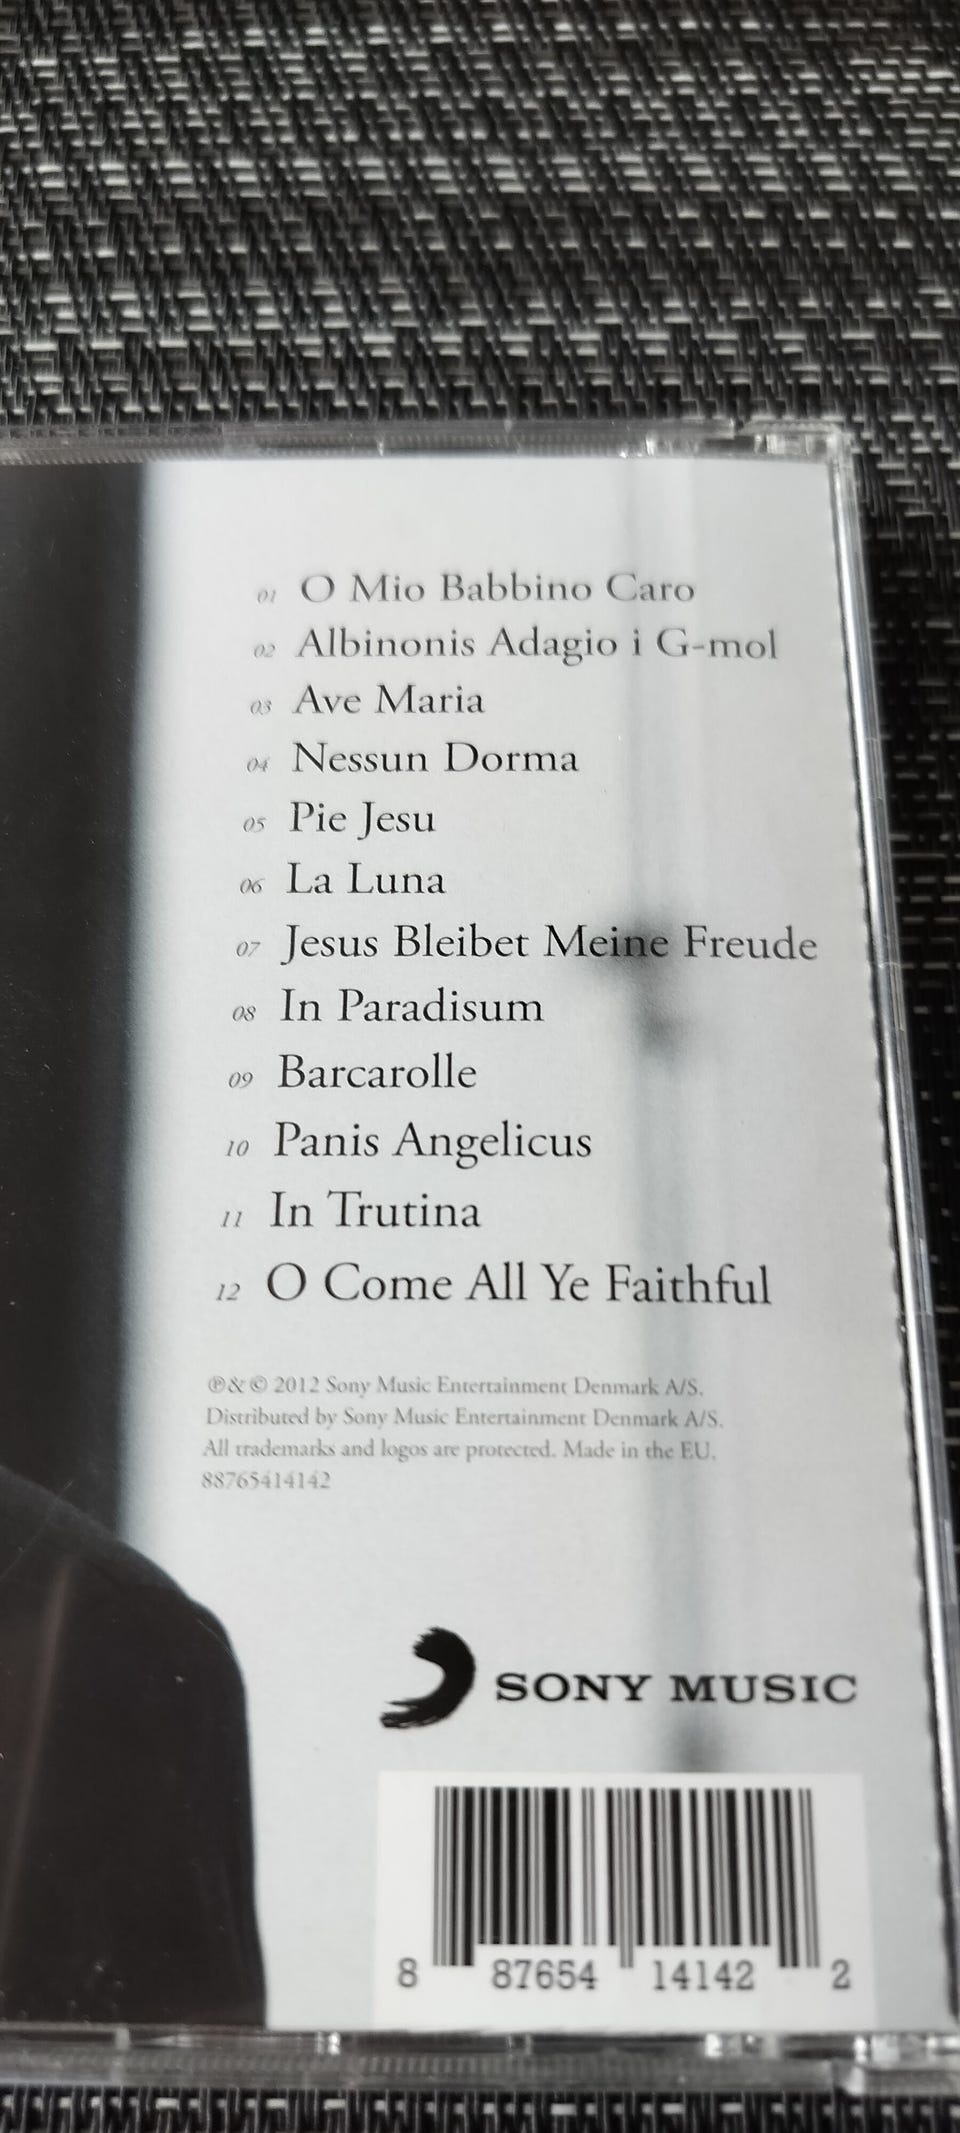 01 O Mio Babbino Caro
02 Albinonis Adagio i G-mol
03 Ave Maria
04 Nessun Dorma
05 Pie Jesu
06 La Luna
07 Jesus Bleibet Meine Freude
08 In Paradisum
09 Barcarolle
10 Panis Angelicus
11 In Trutina
12 O Come All Ye Faithful
℗& © 2012 Sony Music Entertainment Denmark A/S.
Distributed by Sony Music Entertainment Denmark A/S.
All trademarks and logos are protected. Made in the EU.
88765414142
SONY MUSIC
8 87654 14142 2